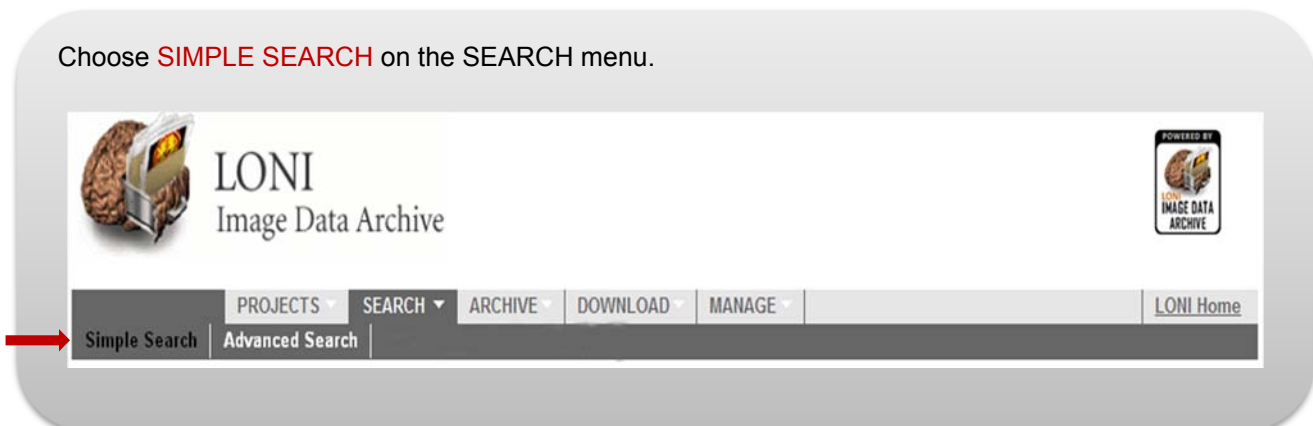 Choose SIMPLE SEARCH on the SEARCH menu.
POWERED BY
LONI
IMAGE DATA
ARCHIVE
LONI
Image Data Archive
PROJECTS SEARCH ARCHIVE DOWNLOAD MANAGE LONI Home
Simple Search Advanced Search